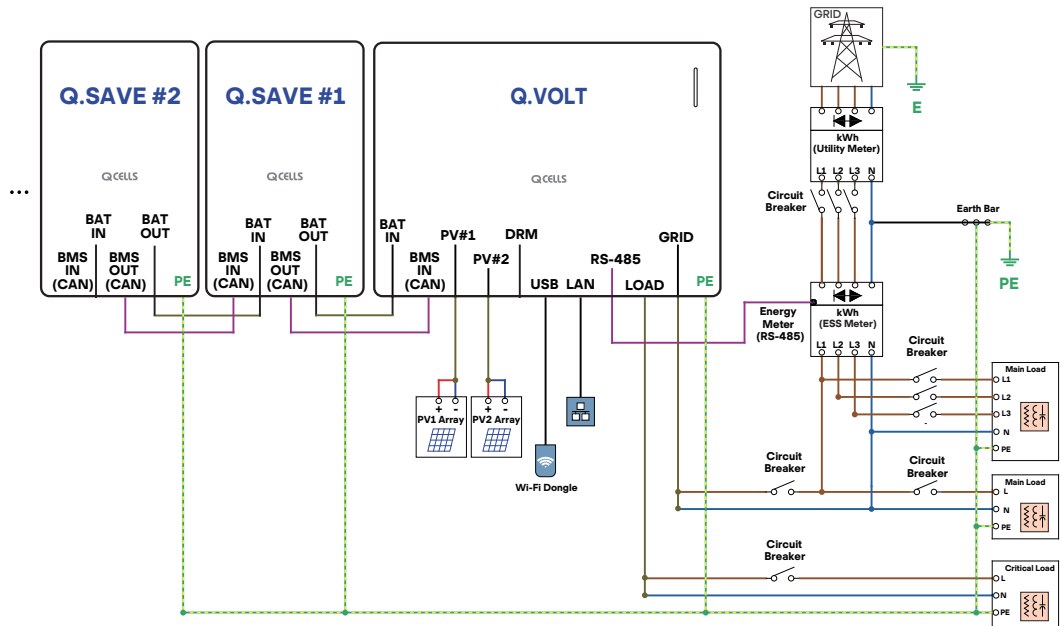 GRID
Q.SAVE #2
Q.SAVE #1
Q.VOLT
E
kWh
(Utility Meter)
QCELLS
QCELLS
QCELLS
L1
L2
L3
N
...
Circuit
Breaker
Earth Bar
BAT
IN
BAT
OUT
BMS
IN
(CAN)
BMS
OUT
(CAN)
PE
BAT
IN
BAT
OUT
BMS
IN
(CAN)
BMS
OUT
(CAN)
PE
BAT
IN
BMS
IN
(CAN)
PV#1
PV#2
DRM
USB
LAN
RS-485
LOAD
GRID
PE
PE
Energy
Meter
(RS-485)
kWh
(ESS Meter)
L1
L2
L3
N
Circuit
Breaker
Main Load
L1
L2
L3
N
PE
+
-
PV1 Array
+
-
PV2 Array
Wi-Fi Dongle
Circuit
Breaker
Circuit
Breaker
Main Load
L
N
PE
Circuit
Breaker
Critical Load
L
N
PE